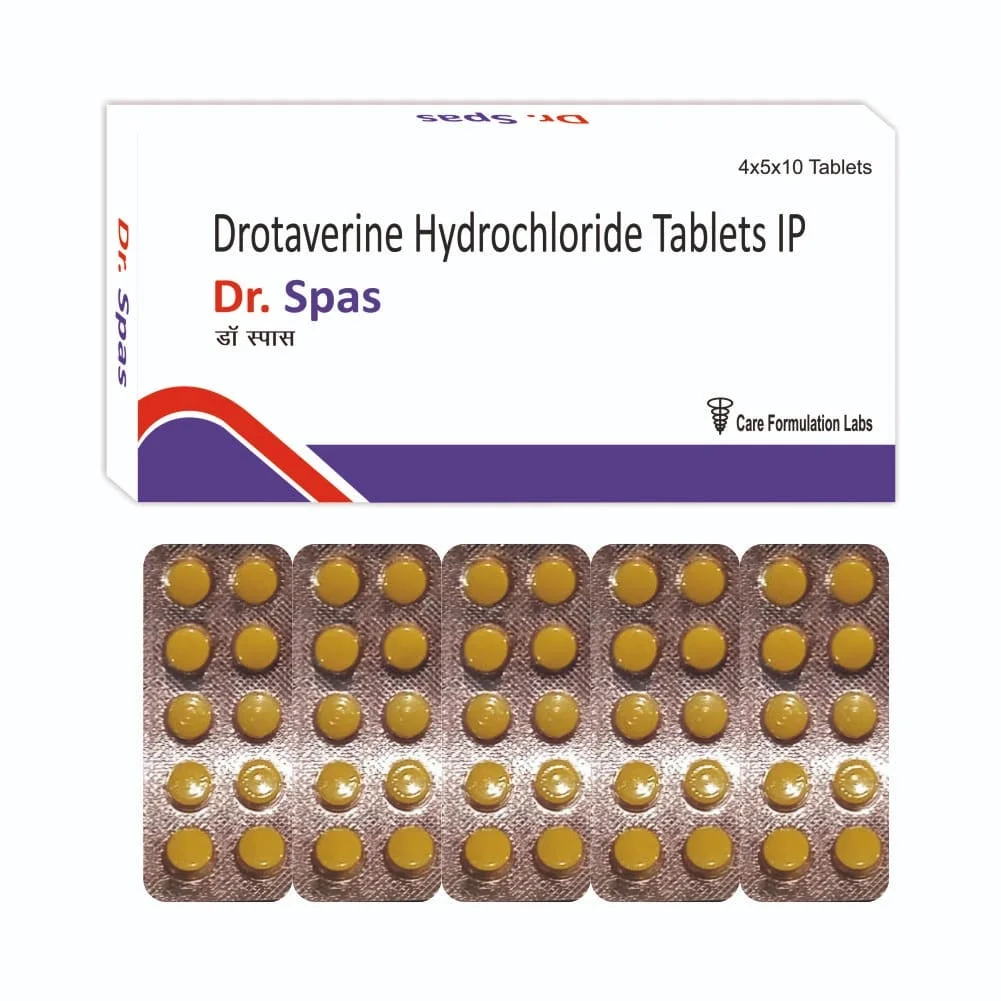 Dr. Spas
4x5x10 Tablets
Drotaverine Hydrochloride Tablets IP
Dr. Spas
डॉ स्पास
Dr. Spas
Care Formulation Labs